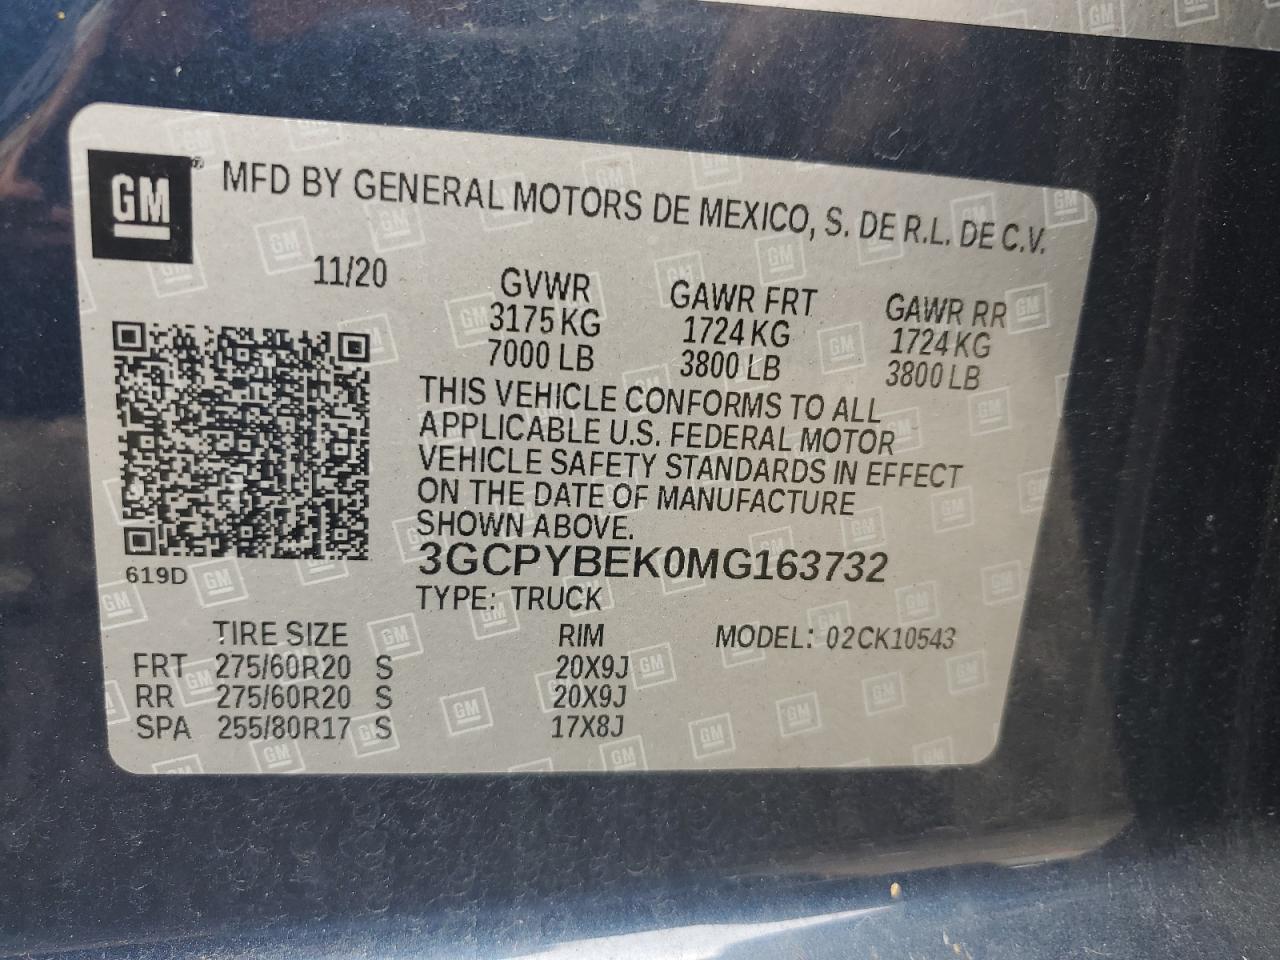 GM® MFD BY GENERAL MOTORS DE MEXICO, S. DE R.L. DE C.V.
11/20
GVWR GAWR FRT GAWR RR
3175 KG 1724 KG 1724 KG
7000 LB 3800 LB 3800 LB
THIS VEHICLE CONFORMS TO ALL
APPLICABLE U.S. FEDERAL MOTOR
VEHICLE SAFETY STANDARDS IN EFFECT
ON THE DATE OF MANUFACTURE
SHOWN ABOVE.
3GCPYBEK0MG163732
619D
TYPE: TRUCK
TIRE SIZE RIM MODEL: 02CK10543
FRT 275/60R20 S 20X9J
RR 275/60R20 S 20X9J
SPA 255/80R17 S 17X8J